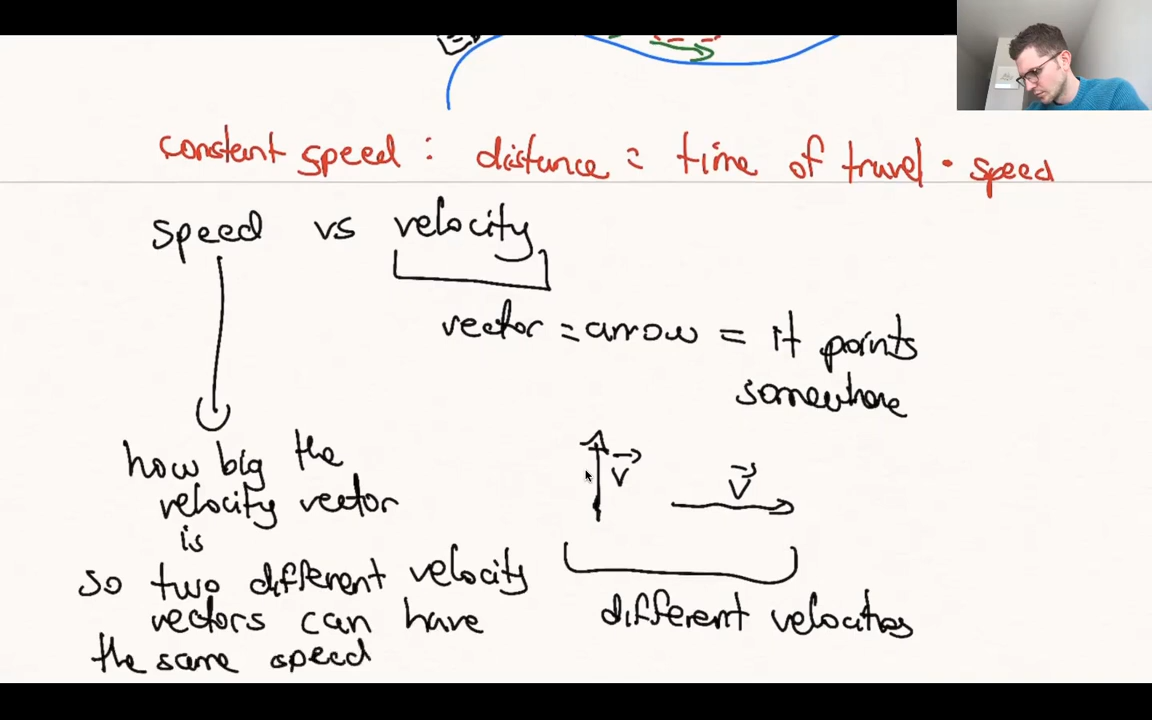 constant speed : distance = time of travel · speed
speed vs velocity
vector = arrow = it points
somewhere
how big the
velocity vector
is
v⃗ v⃗
so two different velocity
vectors can have
the same speed
different velocities